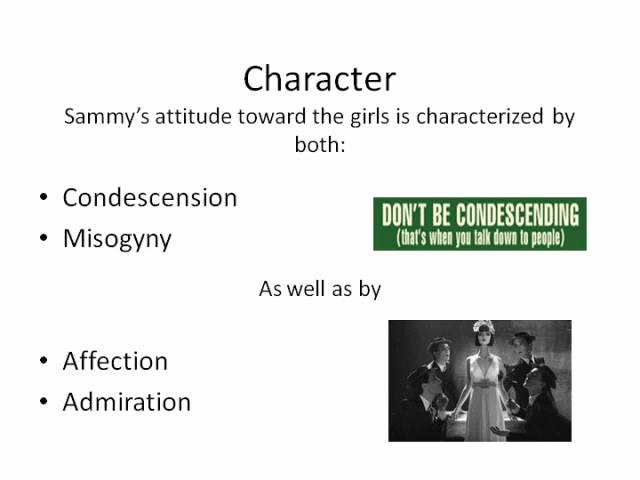 Character
Sammy’s attitude toward the girls is characterized by
both:
• Condescension
• Misogyny
DON'T BE CONDESCENDING
(that's when you talk down to people)
As well as by
• Affection
• Admiration